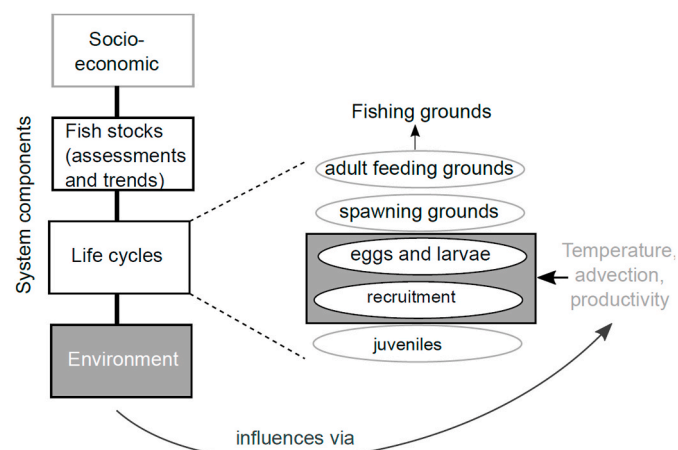 System components
Socio-
economic
Fish stocks
(assessments
and trends)
Life cycles
Environment
Fishing grounds
adult feeding grounds
spawning grounds
eggs and larvae
recruitment
juveniles
Temperature,
advection,
productivity
influences via